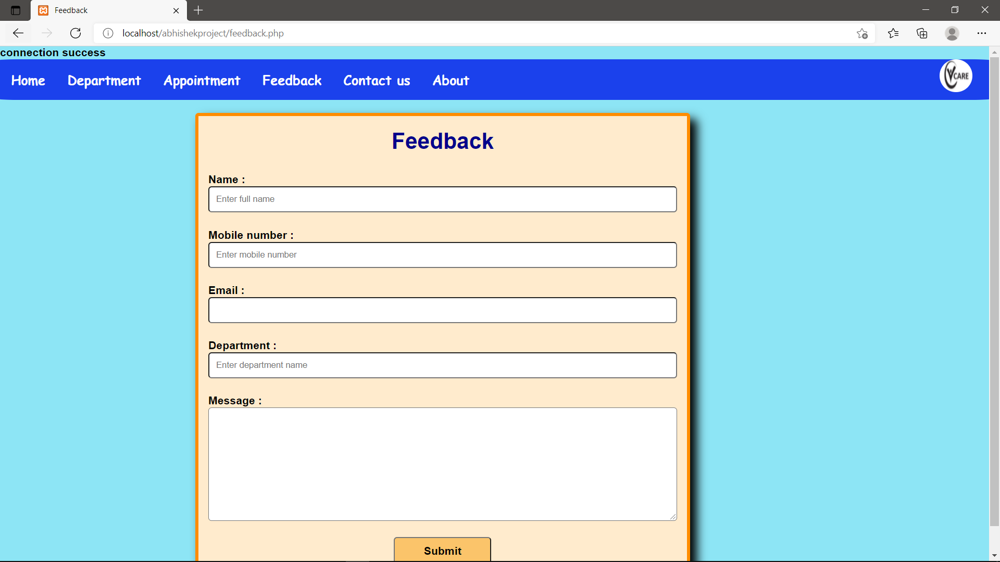 Feedback
localhost/abhishekproject/feedback.php
connection success
Home Department Appointment Feedback Contact us About
CVCARE
Feedback
Name :
Enter full name
Mobile number :
Enter mobile number
Email :
Department :
Enter department name
Message :
Submit